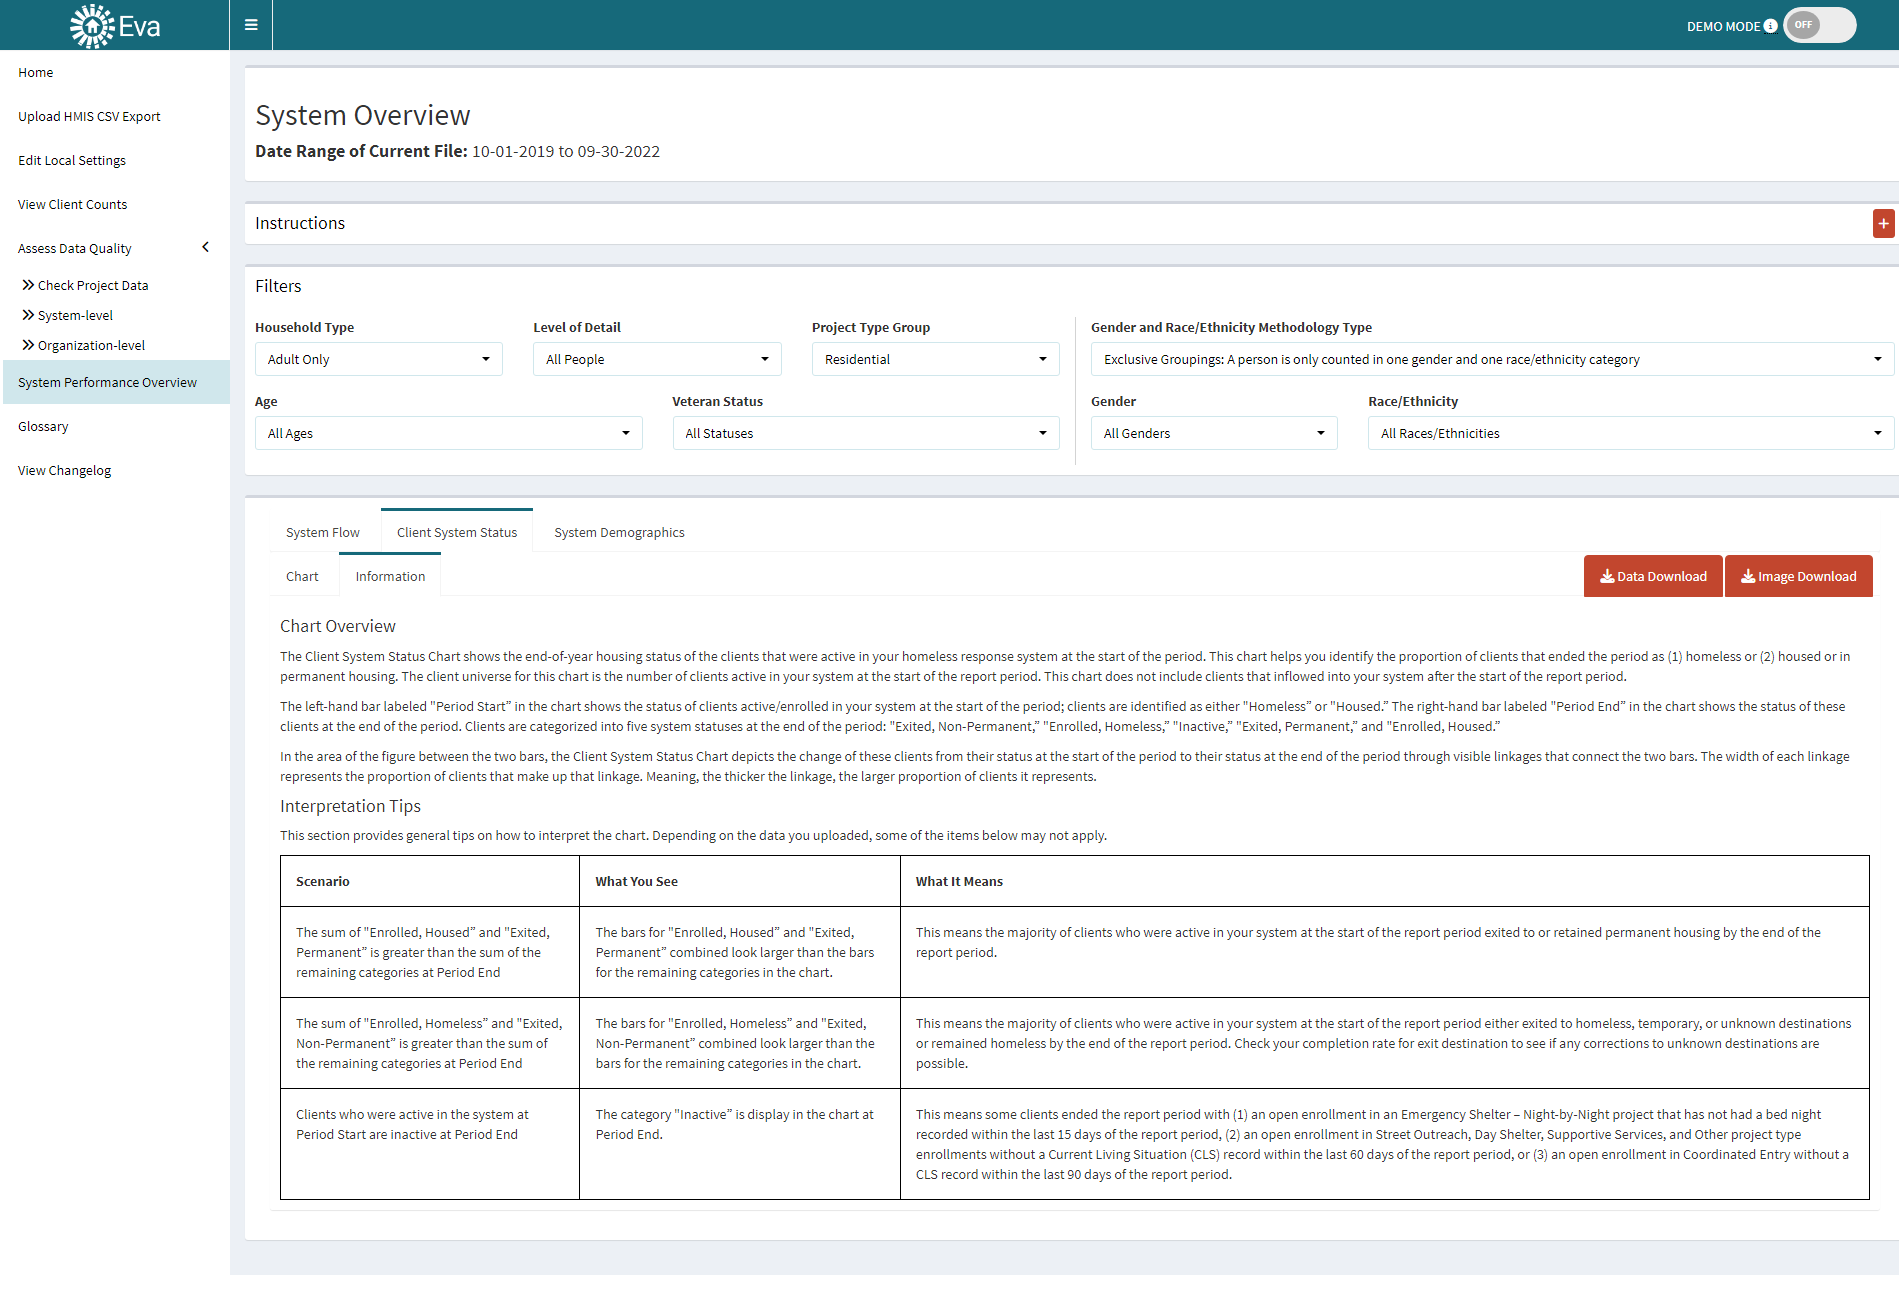 Eva
DEMO MODE
OFF
Home
Upload HMIS CSV Export
Edit Local Settings
View Client Counts
Assess Data Quality
Check Project Data
System-level
Organization-level
System Performance Overview
Glossary
View Changelog
System Overview
Date Range of Current File: 10-01-2019 to 09-30-2022
Instructions
Filters
Household Type
Level of Detail
Project Type Group
Gender and Race/Ethnicity Methodology Type
Adult Only
All People
Residential
Exclusive Groupings: A person is only counted in one gender and one race/ethnicity category
Age
Veteran Status
Gender
Race/Ethnicity
All Ages
All Statuses
All Genders
All Races/Ethnicities
System Flow
Client System Status
System Demographics
Chart
Information
Data Download
Image Download
Chart Overview
The Client System Status Chart shows the end-of-year housing status of the clients that were active in your homeless response system at the start of the period. This chart helps you identify the proportion of clients that ended the period as (1) homeless or (2) housed or in
permanent housing. The client universe for this chart is the number of clients active in your system at the start of the report period. This chart does not include clients that inflowed into your system after the start of the report period.
The left-hand bar labeled "Period Start” in the chart shows the status of clients active/enrolled in your system at the start of the period; clients are identified as either "Homeless” or "Housed.” The right-hand bar labeled "Period End” in the chart shows the status of these
clients at the end of the period. Clients are categorized into five system statuses at the end of the period: "Exited, Non-Permanent,” "Enrolled, Homeless,” "Inactive,” "Exited, Permanent,” and "Enrolled, Housed.”
In the area of the figure between the two bars, the Client System Status Chart depicts the change of these clients from their status at the start of the period to their status at the end of the period through visible linkages that connect the two bars. The width of each linkage
represents the proportion of clients that make up that linkage. Meaning, the thicker the linkage, the larger proportion of clients it represents.
Interpretation Tips
This section provides general tips on how to interpret the chart. Depending on the data you uploaded, some of the items below may not apply.
Scenario
What You See
What It Means
The sum of "Enrolled, Housed” and "Exited,
Permanent” is greater than the sum of the
remaining categories at Period End
The bars for "Enrolled, Housed” and "Exited,
Permanent” combined look larger than the bars
for the remaining categories in the chart.
This means the majority of clients who were active in your system at the start of the report period exited to or retained permanent housing by the end of the
report period.
The sum of "Enrolled, Homeless” and "Exited,
Non-Permanent” is greater than the sum of
the remaining categories at Period End
The bars for "Enrolled, Homeless” and "Exited,
Non-Permanent” combined look larger than the
bars for the remaining categories in the chart.
This means the majority of clients who were active in your system at the start of the report period either exited to homeless, temporary, or unknown destinations
or remained homeless by the end of the report period. Check your completion rate for exit destination to see if any corrections to unknown destinations are
possible.
Clients who were active in the system at
Period Start are inactive at Period End
The category "Inactive” is display in the chart at
Period End.
This means some clients ended the report period with (1) an open enrollment in an Emergency Shelter – Night-by-Night project that has not had a bed night
recorded within the last 15 days of the report period, (2) an open enrollment in Street Outreach, Day Shelter, Supportive Services, and Other project type
enrollments without a Current Living Situation (CLS) record within the last 60 days of the report period, or (3) an open enrollment in Coordinated Entry without a
CLS record within the last 90 days of the report period.